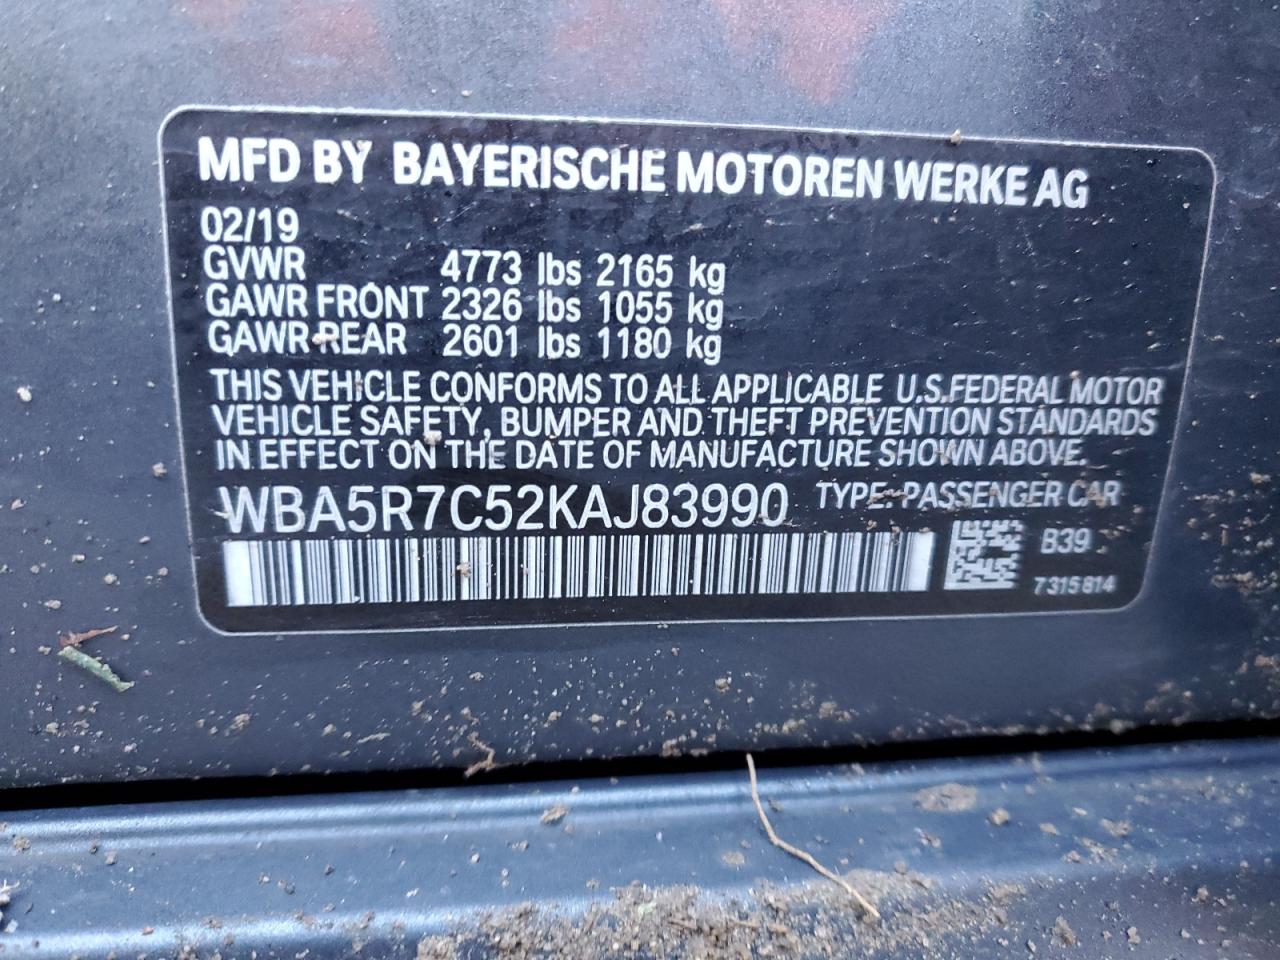 MFD BY BAYERISCHE MOTOREN WERKE AG
02/19
GVWR 4773 lbs 2165 kg
GAWR FRONT 2326 lbs 1055 kg
GAWR REAR 2601 lbs 1180 kg
THIS VEHICLE CONFORMS TO ALL APPLICABLE U.S.FEDERAL MOTOR
VEHICLE SAFETY, BUMPER AND THEFT PREVENTION STANDARDS
IN EFFECT ON THE DATE OF MANUFACTURE SHOWN ABOVE.
WBA5R7C52KAJ83990 TYPE: PASSENGER CAR
B39
7315814